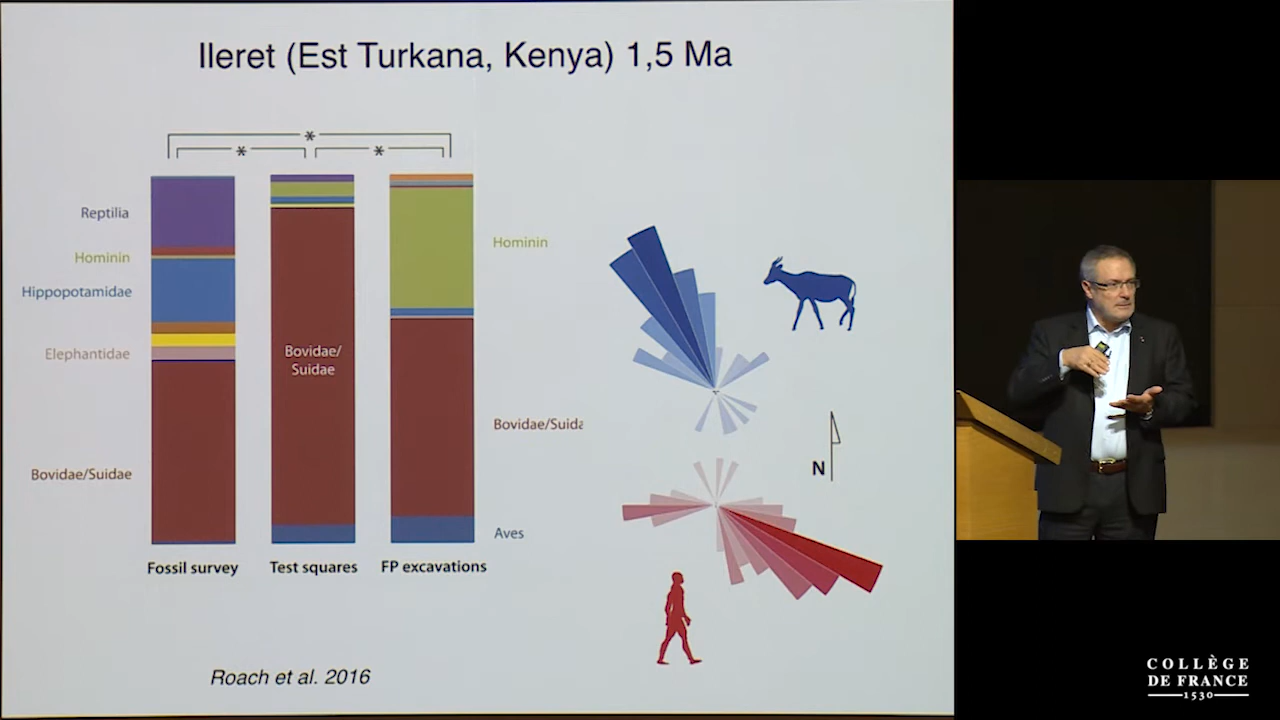 Ileret (Est Turkana, Kenya) 1,5 Ma
*
*
*
Reptilia
Hominin
Hippopotamidae
Elephantidae
Bovidae/Suidae
Bovidae/
Suidae
Hominin
Bovidae/Suida
Aves
Fossil survey
Test squares
FP excavations
N
Roach et al. 2016
COLLÈGE
DE FRANCE
1530